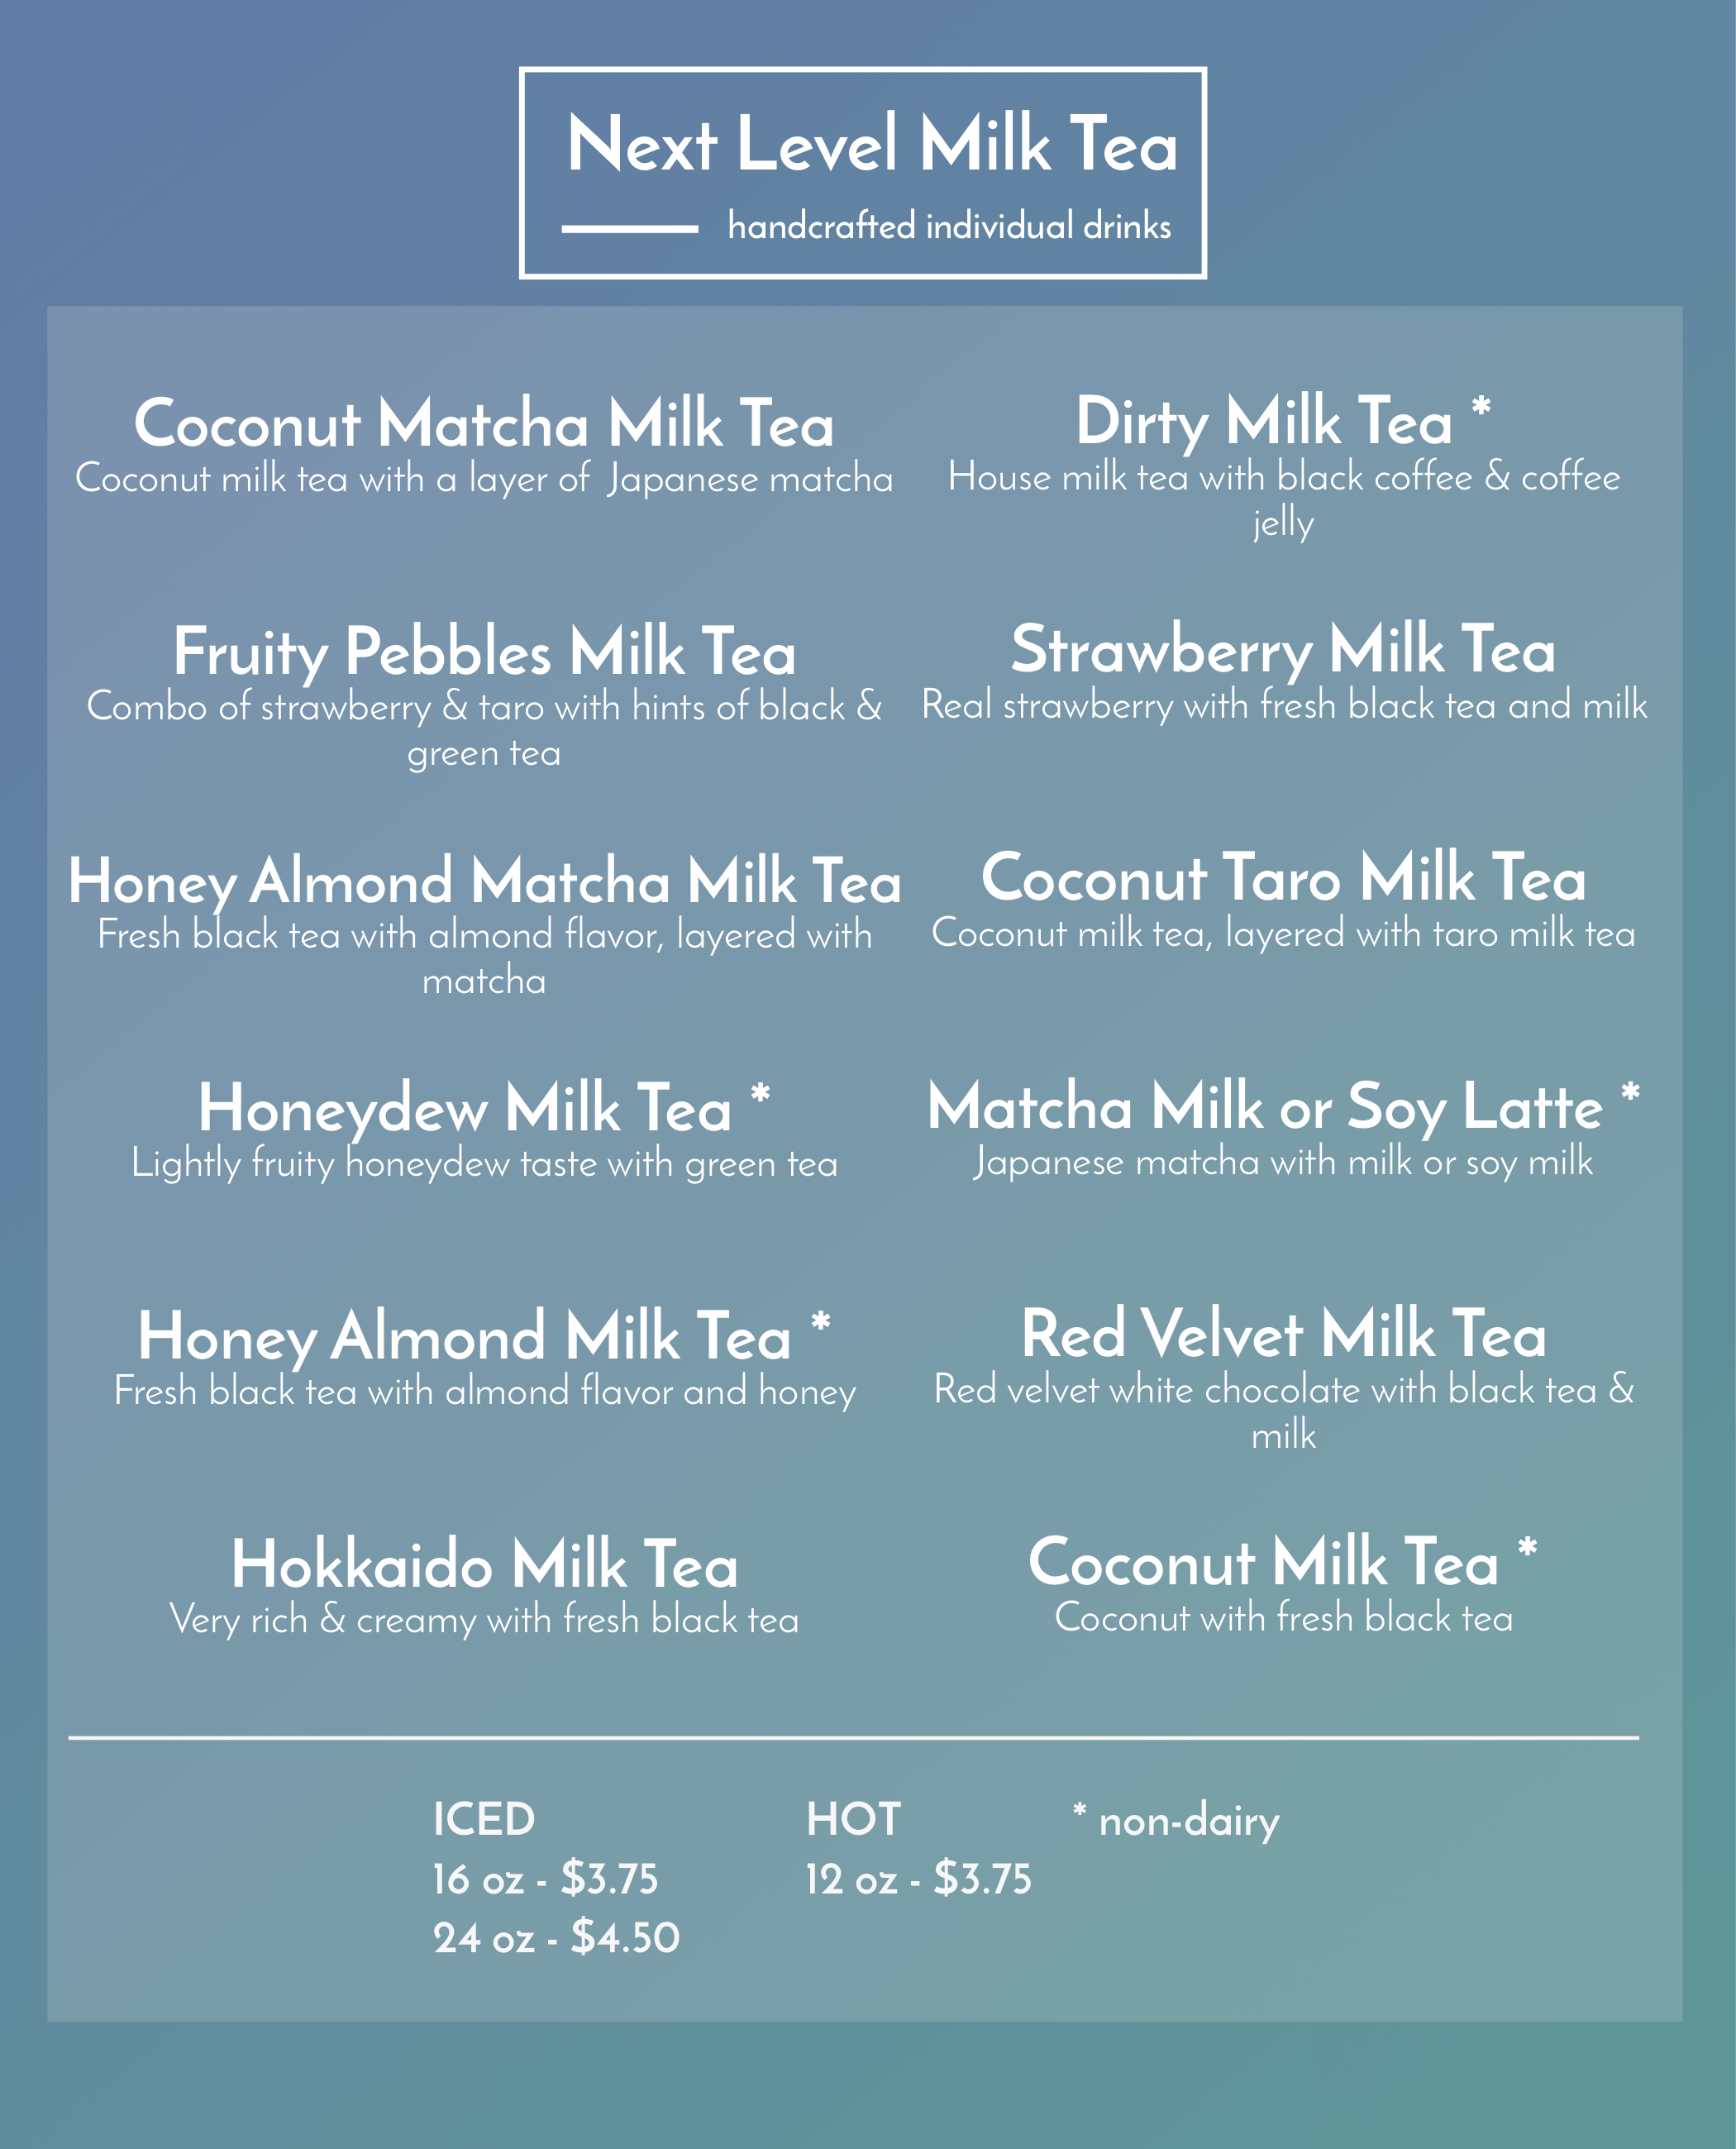 Next Level Milk Tea
handcrafted individual drinks
Coconut Matcha Milk Tea
Coconut milk tea with a layer of Japanese matcha
Dirty Milk Tea *
House milk tea with black coffee & coffee
jelly
Fruity Pebbles Milk Tea
Combo of strawberry & taro with hints of black &
green tea
Strawberry Milk Tea
Real strawberry with fresh black tea and milk
Honey Almond Matcha Milk Tea
Fresh black tea with almond flavor, layered with
matcha
Coconut Taro Milk Tea
Coconut milk tea, layered with taro milk tea
Honeydew Milk Tea *
Lightly fruity honeydew taste with green tea
Matcha Milk or Soy Latte *
Japanese matcha with milk or soy milk
Honey Almond Milk Tea *
Fresh black tea with almond flavor and honey
Red Velvet Milk Tea
Red velvet white chocolate with black tea &
milk
Hokkaido Milk Tea
Very rich & creamy with fresh black tea
Coconut Milk Tea *
Coconut with fresh black tea
ICED
16 oz - $3.75
24 oz - $4.50
HOT
12 oz - $3.75
* non-dairy